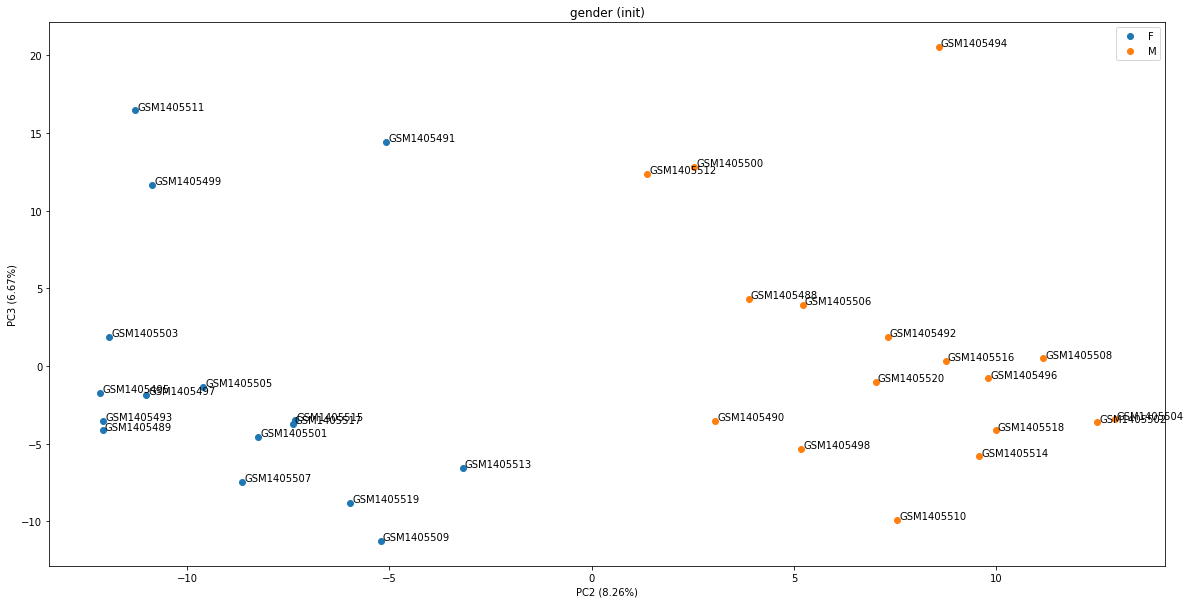 gender (init)
F
M
GSM1405494
GSM1405511
GSM1405491
GSM1405500
GSM1405512
GSM1405499
GSM1405488
GSM1405506
GSM1405503
GSM1405492
GSM1405508
GSM1405516
GSM1405496
GSM1405520
GSM1405505
GSM1405495
GSM1405497
GSM1405493
GSM1405489
GSM1405515
GSM1405517
GSM1405501
GSM1405490
GSM1405504
GSM1405502
GSM1405518
GSM1405498
GSM1405514
GSM1405513
GSM1405507
GSM1405519
GSM1405510
GSM1405509
20
15
10
5
0
−5
−10
PC3 (6.67%)
−10
−5
0
5
10
PC2 (8.26%)